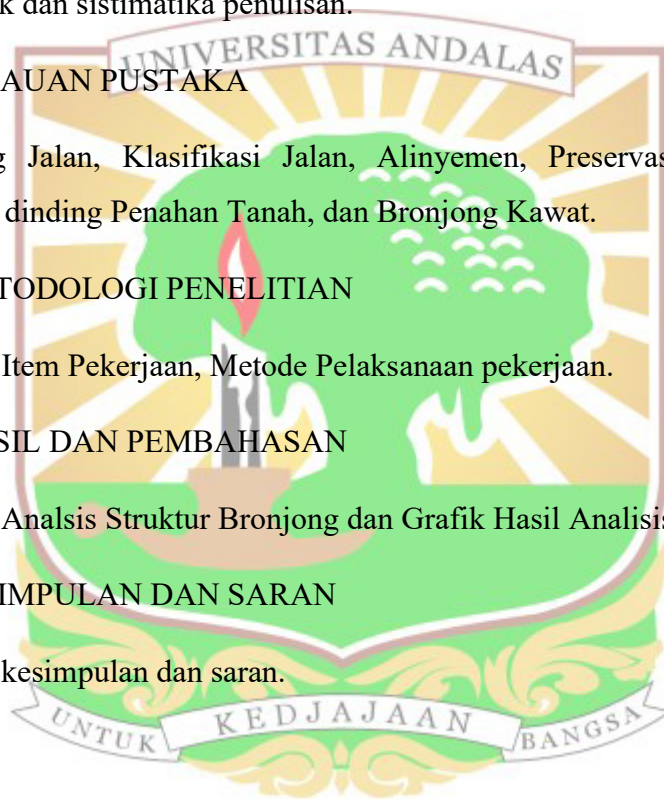 k dan sistimatika penulisan.
UNIVERSITAS ANDALAS
AUAN PUSTAKA
g Jalan, Klasifikasi Jalan, Alinyemen, Preservas
dinding Penahan Tanah, dan Bronjong Kawat.
TODOLOGI PENELITIAN
Item Pekerjaan, Metode Pelaksanaan pekerjaan.
SIL DAN PEMBAHASAN
Analsis Struktur Bronjong dan Grafik Hasil Analisis
IMPULAN DAN SARAN
kesimpulan dan saran.
UNTUK KEDJAJAAN BANGSA